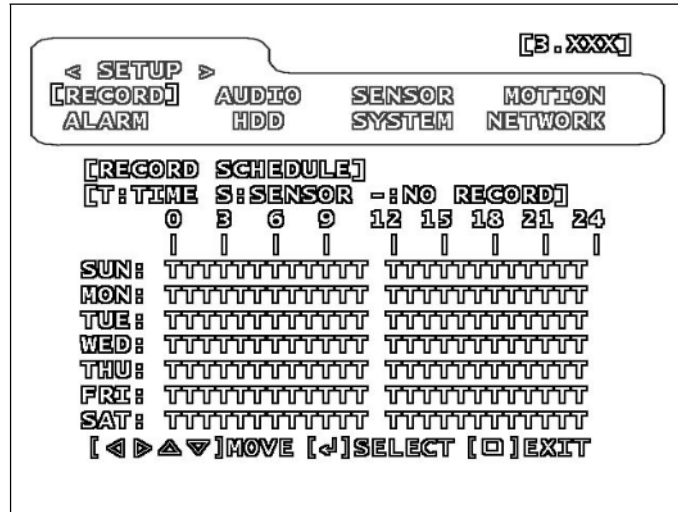 [3.XXX]
< SETUP >
[RECORD] AUDIO SENSOR MOTION
ALARM HDD SYSTEM NETWORK
[RECORD SCHEDULE]
[T:TIME S:SENSOR -:NO RECORD]
0 3 6 9 12 15 18 21 24
| | | | | | | | |
SUN: TTTTTTTTTTTT TTTTTTTTTTTT
MON: TTTTTTTTTTTT TTTTTTTTTTTT
TUE: TTTTTTTTTTTT TTTTTTTTTTTT
WED: TTTTTTTTTTTT TTTTTTTTTTTT
THU: TTTTTTTTTTTT TTTTTTTTTTTT
FRI: TTTTTTTTTTTT TTTTTTTTTTTT
SAT: TTTTTTTTTTTT TTTTTTTTTTTT
[◁▷△▽]MOVE [↵]SELECT [□]EXIT